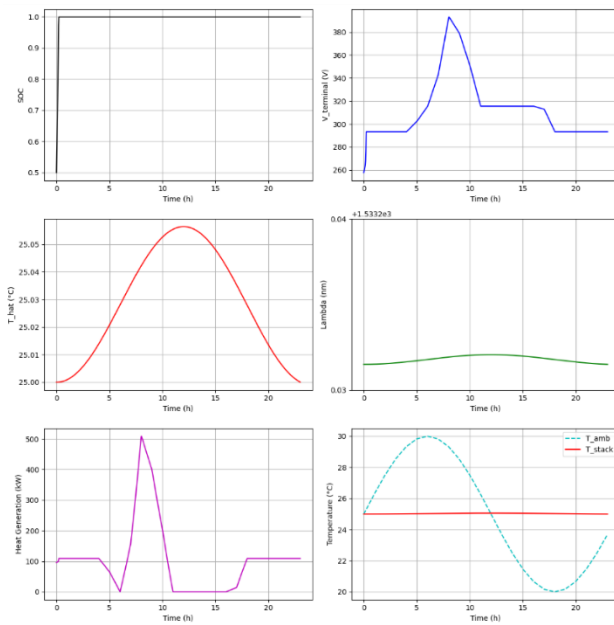 SOC
1.0
0.9
0.8
0.7
0.6
0.5
0 5 10 15 20
Time (h)
V_terminal (V)
380
360
340
320
300
280
260
0 5 10 15 20
Time (h)
T_hat (°C)
25.05
25.04
25.03
25.02
25.01
25.00
0 5 10 15 20
Time (h)
+1.5332e3
Lambda (nm)
0.04
0.03
0 5 10 15 20
Time (h)
Heat Generation (kW)
500
400
300
200
100
0
0 5 10 15 20
Time (h)
Temperature (°C)
30
28
26
24
22
20
T_amb
T_stack
0 5 10 15 20
Time (h)